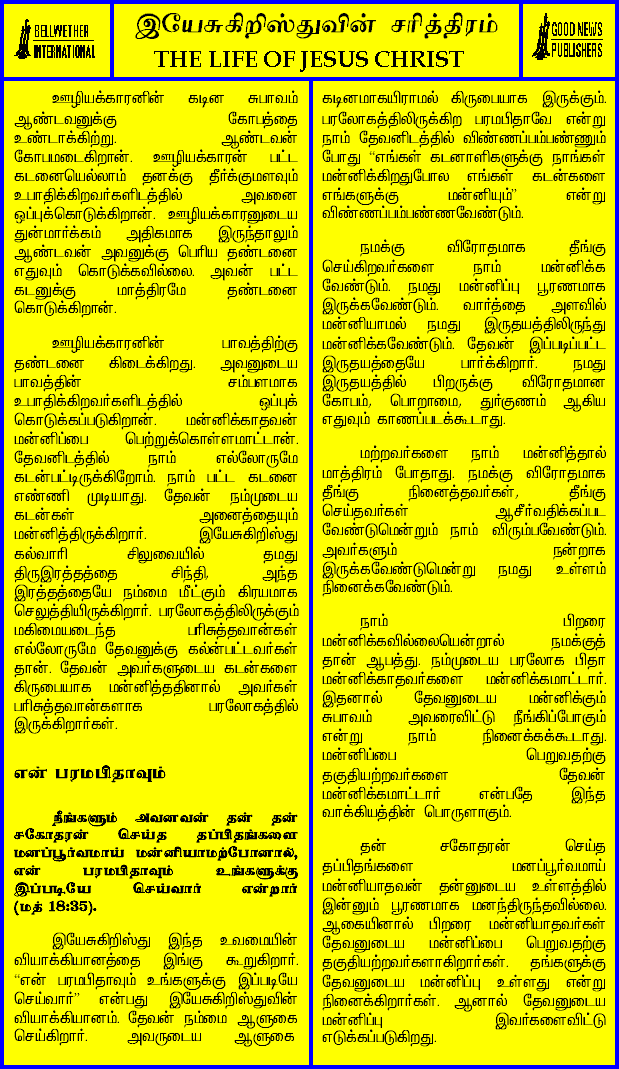 BELLWETHER
INTERNATIONAL
இயேசுகிறிஸ்துவின் சரித்திரம்
THE LIFE OF JESUS CHRIST
GOOD NEWS
PUBLISHERS
ஊழியக்காரனின் கடின சுபாவம்
ஆண்டவனுக்கு கோபத்தை
உண்டாக்கிற்று. ஆண்டவன்
கோபமடைகிறான். ஊழியக்காரன் பட்ட
கடனையெல்லாம் தனக்கு தீர்க்குமளவும்
உபாதிக்கிறவர்களிடத்தில் அவனை
ஒப்புக்கொடுக்கிறான். ஊழியக்காரனுடைய
துன்மார்க்கம் அதிகமாக இருந்தாலும்
ஆண்டவன் அவனுக்கு பெரிய தண்டனை
எதுவும் கொடுக்கவில்லை. அவன் பட்ட
கடனுக்கு மாத்திரமே தண்டனை
கொடுக்கிறான்.
ஊழியக்காரனின் பாவத்திற்கு
தண்டனை கிடைக்கிறது. அவனுடைய
பாவத்தின் சம்பளமாக
உபாதிக்கிறவர்களிடத்தில் ஒப்புக்
கொடுக்கப்படுகிறான். மன்னிக்காதவன்
மன்னிப்பை பெற்றுக்கொள்ளமாட்டான்.
தேவனிடத்தில் நாம் எல்லோருமே
கடன்பட்டிருக்கிறோம். நாம் பட்ட கடனை
எண்ணி முடியாது. தேவன் நம்முடைய
கடன்கள் அனைத்தையும்
மன்னித்திருக்கிறார். இயேசுகிறிஸ்து
கல்வாரி சிலுவையில் தமது
திருஇரத்தத்தை சிந்தி, அந்த
இரத்தத்தையே நம்மை மீட்கும் கிரயமாக
செலுத்தியிருக்கிறார். பரலோகத்திலிருக்கும்
மகிமையடைந்த பரிசுத்தவான்கள்
எல்லோருமே தேவனுக்கு கல்ன்பட்டவர்கள்
தான். தேவன் அவர்களுடைய கடன்களை
கிருபையாக மன்னித்ததினால் அவர்கள்
பரிசுத்தவான்களாக பரலோகத்தில்
இருக்கிறார்கள்.
என் பரமபிதாவும்
நீங்களும் அவனவன் தன் தன்
சகோதரன் செய்த தப்பிதங்களை
மனப்பூர்வமாய் மன்னியாமற்போனால்,
என் பரமபிதாவும் உங்களுக்கு
இப்படியே செய்வார் என்றார்
(மத் 18:35).
இயேசுகிறிஸ்து இந்த உவமையின்
வியாக்கியானத்தை இங்கு கூறுகிறார்.
“என் பரமபிதாவும் உங்களுக்கு இப்படியே
செய்வார்” என்பது இயேசுகிறிஸ்துவின்
வியாக்கியானம். தேவன் நம்மை ஆளுகை
செய்கிறார். அவருடைய ஆளுகை
கடினமாகயிராமல் கிருபையாக இருக்கும்.
பரலோகத்திலிருக்கிற பரமபிதாவே என்று
நாம் தேவனிடத்தில் விண்ணப்பம்பண்ணும்
போது “எங்கள் கடனாளிகளுக்கு நாங்கள்
மன்னிக்கிறதுபோல எங்கள் கடன்களை
எங்களுக்கு மன்னியும்” என்று
விண்ணப்பம்பண்ணவேண்டும்.
நமக்கு விரோதமாக தீங்கு
செய்கிறவர்களை நாம் மன்னிக்க
வேண்டும். நமது மன்னிப்பு பூரணமாக
இருக்கவேண்டும். வார்த்தை அளவில்
மன்னியாமல் நமது இருதயத்திலிருந்து
மன்னிக்கவேண்டும். தேவன் இப்படிப்பட்ட
இருதயத்தையே பார்க்கிறார். நமது
இருதயத்தில் பிறருக்கு விரோதமான
கோபம், பொறாமை, துர்குணம் ஆகிய
எதுவும் காணப்படக்கூடாது.
மற்றவர்களை நாம் மன்னித்தால்
மாத்திரம் போதாது. நமக்கு விரோதமாக
தீங்கு நினைத்தவர்கள், தீங்கு
செய்தவர்கள் ஆசீர்வதிக்கப்பட
வேண்டுமென்றும் நாம் விரும்பவேண்டும்.
அவர்களும் நன்றாக
இருக்கவேண்டுமென்று நமது உள்ளம்
நினைக்கவேண்டும்.
நாம் பிறரை
மன்னிக்கவில்லையென்றால் நமக்குத்
தான் ஆபத்து. நம்முடைய பரலோக பிதா
மன்னிக்காதவர்களை மன்னிக்கமாட்டார்.
இதனால் தேவனுடைய மன்னிக்கும்
சுபாவம் அவரைவிட்டு நீங்கிப்போகும்
என்று நாம் நினைக்கக்கூடாது.
மன்னிப்பை பெறுவதற்கு
தகுதியற்றவர்களை தேவன்
மன்னிக்கமாட்டார் என்பதே இந்த
வாக்கியத்தின் பொருளாகும்.
தன் சகோதரன் செய்த
தப்பிதங்களை மனப்பூர்வமாய்
மன்னியாதவன் தன்னுடைய உள்ளத்தில்
இன்னும் பூரணமாக மனந்திருந்தவில்லை.
ஆகையினால் பிறரை மன்னியாதவர்கள்
தேவனுடைய மன்னிப்பை பெறுவதற்கு
தகுதியற்றவர்களாகிறார்கள். தங்களுக்கு
தேவனுடைய மன்னிப்பு உள்ளது என்று
நினைக்கிறார்கள். ஆனால் தேவனுடைய
மன்னிப்பு இவர்களைவிட்டு
எடுக்கப்படுகிறது.